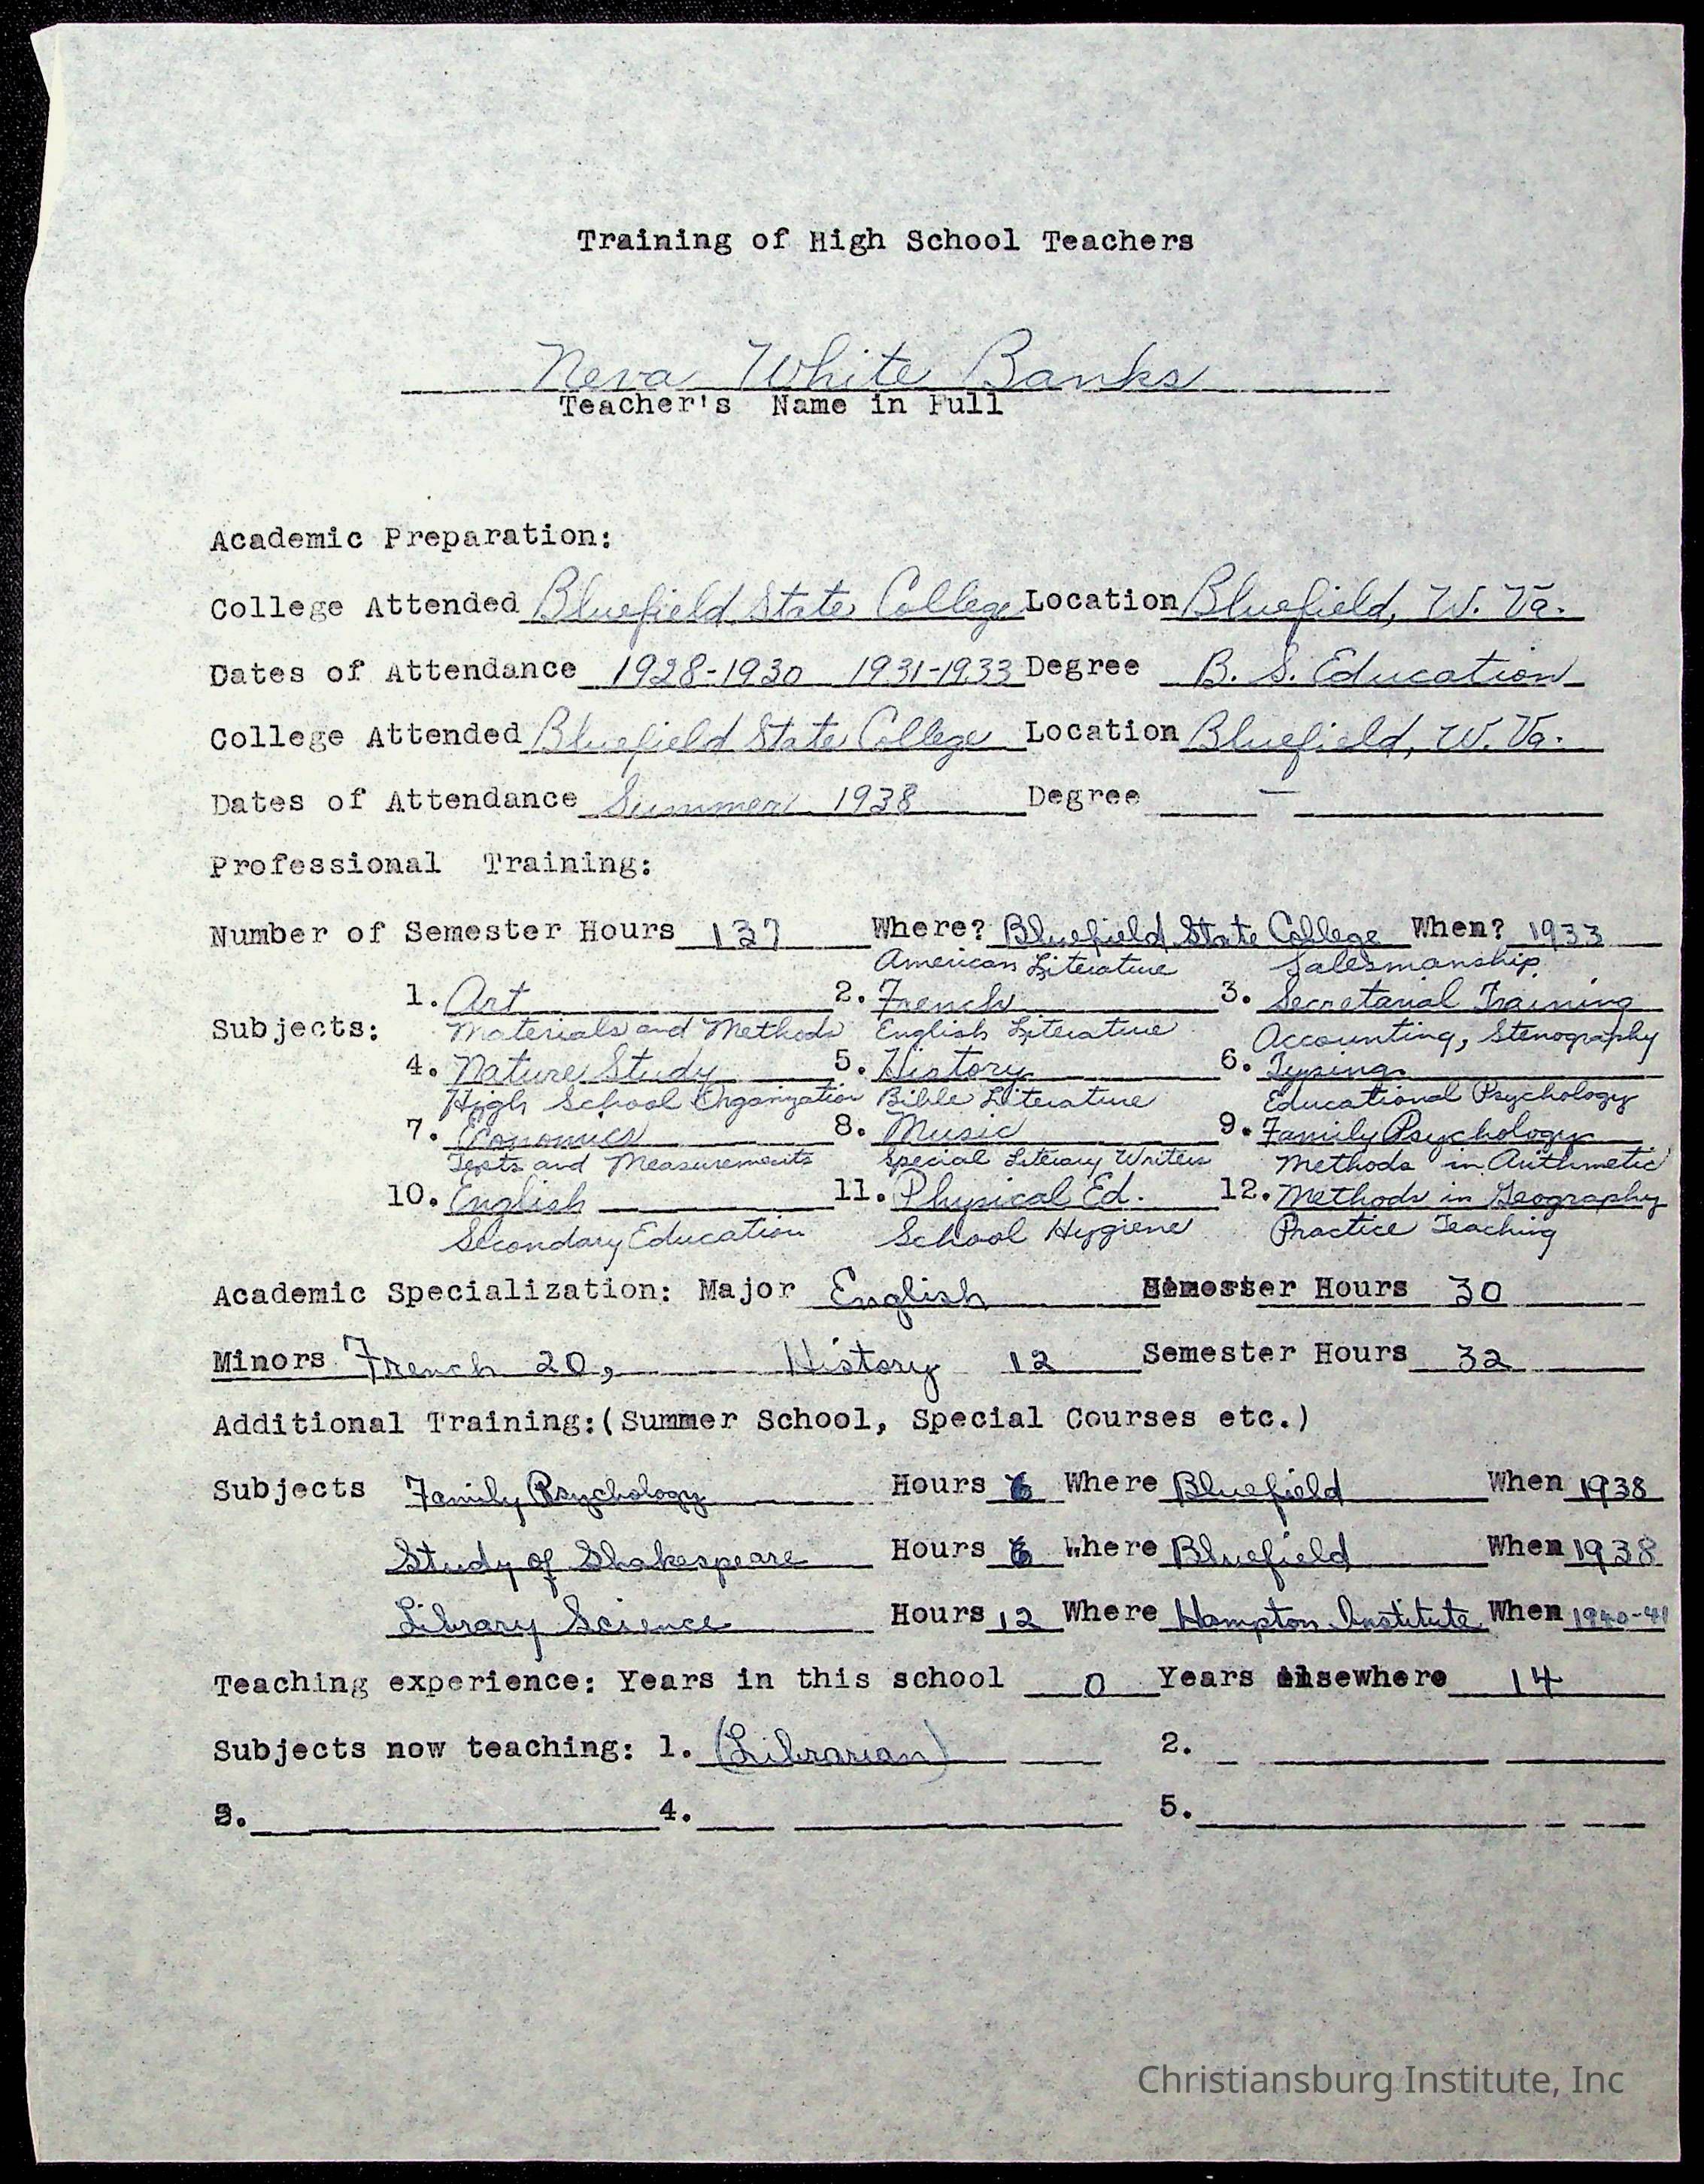 Training of High School Teachers
Neva White Banks
Teacher's Name in Full
Academic Preparation:
College Attended Bluefield State College Location Bluefield, W. Va.
Dates of Attendance 1928-1930 1931-1933 Degree B. S. Education
College Attended Bluefield State College Location Bluefield, W. Va.
Dates of Attendance Summer 1938 Degree —
Professional Training:
Number of Semester Hours 137 Where? Bluefield State College When? 1933
American Literature Salesmanship
1. Art 2. French 3. Secretarial Training
Subjects: Materials and Methods English Literature Accounting, Stenography
4. Nature Study 5. History 6. Typing
High School Organization Bible Literature Educational Psychology
7. Economics 8. Music 9. Family Psychology
Tests and Measurements Special Literary Writers Methods in Arithmetic
10. English 11. Physical Ed. 12. Methods in Geography
Secondary Education School Hygiene Practice Teaching
Academic Specialization: Major English Semester Hours 30
Minors French 20, History 12 Semester Hours 32
Additional Training:(Summer School, Special Courses etc.)
Subjects Family Psychology Hours Where Bluefield When 1938
Study of Shakespeare Hours Where Bluefield When 1938
Library Science Hours 12 Where Hampton Institute When 1940-41
Teaching experience: Years in this school 0 Years elsewhere 14
Subjects now teaching: 1. (Librarian) 2.
3. 4. 5.
Christiansburg Institute, Inc